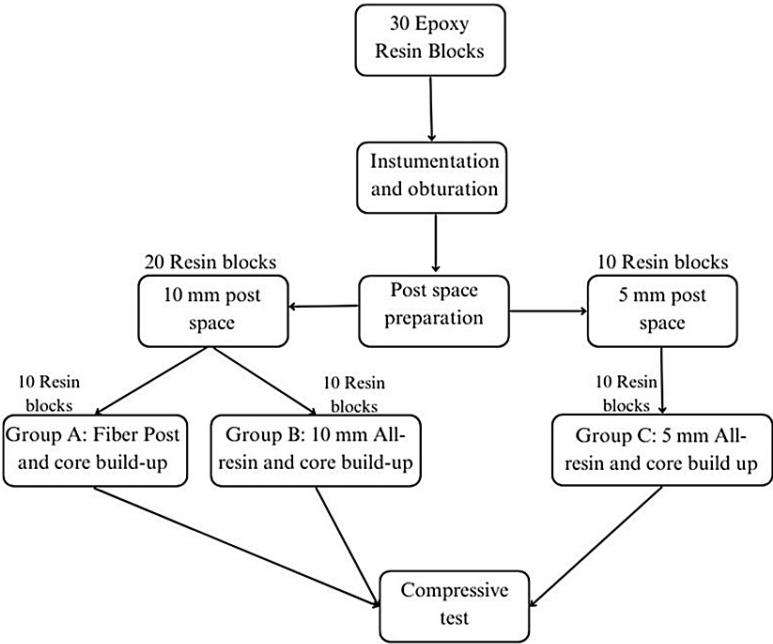 30 Epoxy
Resin Blocks
Instumentation
and obturation
20 Resin blocks
10 mm post
space
Post space
preparation
10 Resin blocks
5 mm post
space
10 Resin
blocks
Group A: Fiber Post
and core build-up
10 Resin
blocks
Group B: 10 mm All-
resin and core build-up
10 Resin
blocks
Group C: 5 mm All-
resin and core build up
Compressive
test